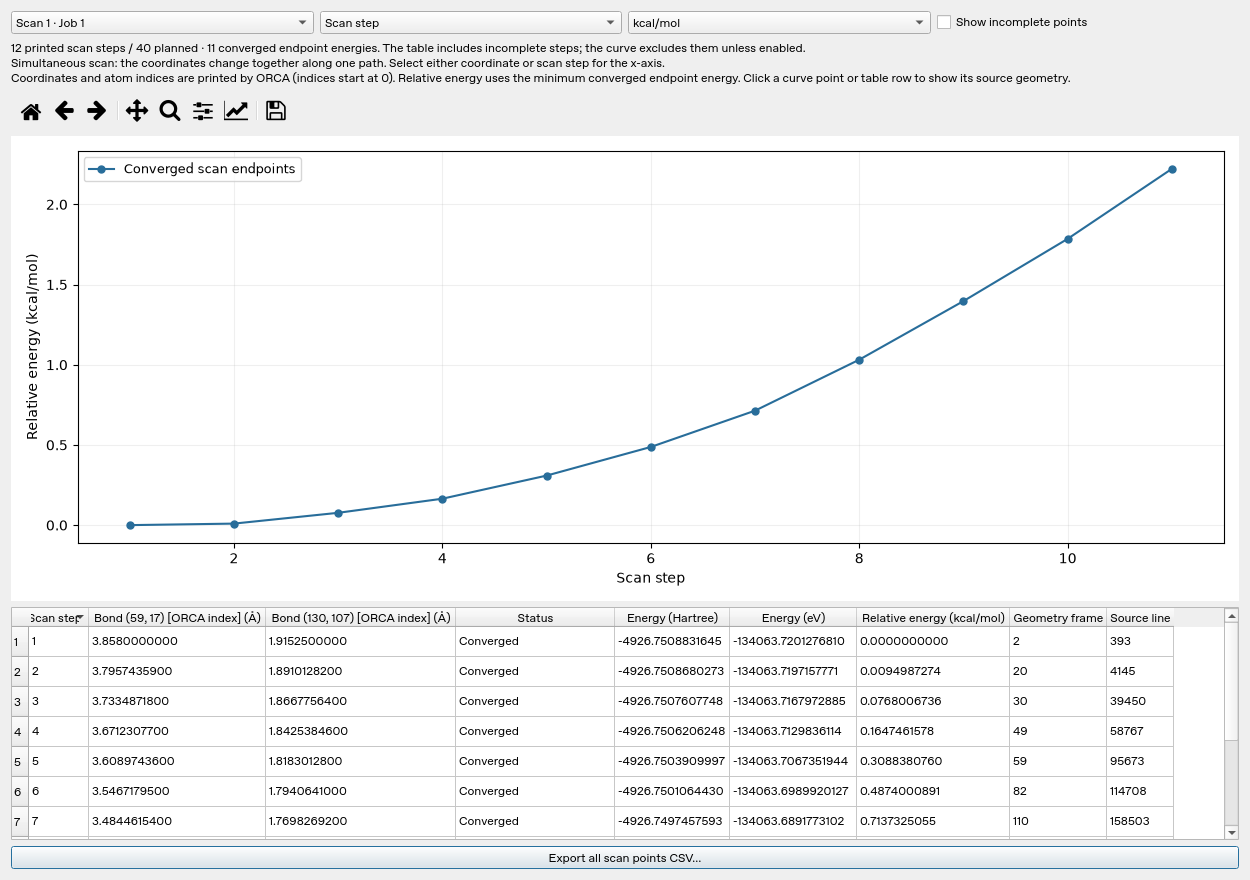 Scan 1 · Job 1
Scan step
kcal/mol
Show incomplete points
12 printed scan steps / 40 planned · 11 converged endpoint energies. The table includes incomplete steps; the curve excludes them unless enabled.
Simultaneous scan: the coordinates change together along one path. Select either coordinate or scan step for the x-axis.
Coordinates and atom indices are printed by ORCA (indices start at 0). Relative energy uses the minimum converged endpoint energy. Click a curve point or table row to show its source geometry.
Converged scan endpoints
2.0
1.5
1.0
0.5
0.0
Relative energy (kcal/mol)
2 4 6 8 10
Scan step
Scan step Bond (59, 17) [ORCA index] (Å) Bond (130, 107) [ORCA index] (Å) Status Energy (Hartree) Energy (eV) Relative energy (kcal/mol) Geometry frame Source line
1 1 3.8580000000 1.9152500000 Converged -4926.7508831645 -134063.7201276810 0.0000000000 2 393
2 2 3.7957435900 1.8910128200 Converged -4926.7508680273 -134063.7197157771 0.0094987274 20 4145
3 3 3.7334871800 1.8667756400 Converged -4926.7507607748 -134063.7167972885 0.0768006736 30 39450
4 4 3.6712307700 1.8425384600 Converged -4926.7506206248 -134063.7129836114 0.1647461578 49 58767
5 5 3.6089743600 1.8183012800 Converged -4926.7503909997 -134063.7067351944 0.3088380760 59 95673
6 6 3.5467179500 1.7940641000 Converged -4926.7501064430 -134063.6989920127 0.4874000891 82 114708
7 7 3.4844615400 1.7698269200 Converged -4926.7497457593 -134063.6891773102 0.7137325055 110 158503
Export all scan points CSV...